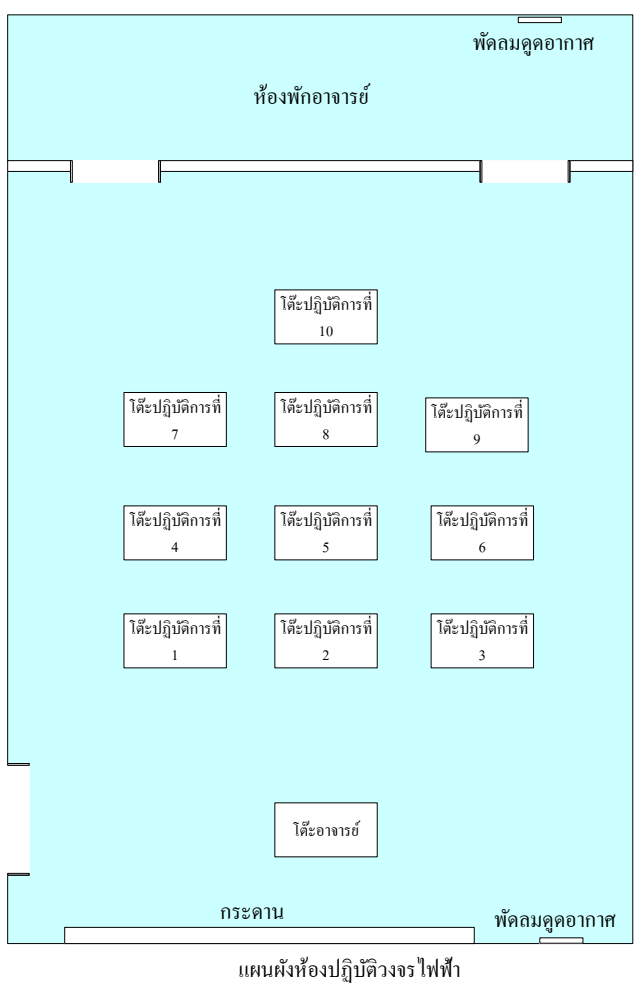 พัดลมดูดอากาศ
ห้องพักอาจารย์
โต๊ะปฏิบัติการที่
10
โต๊ะปฏิบัติการที่
7
โต๊ะปฏิบัติการที่
8
โต๊ะปฏิบัติการที่
9
โต๊ะปฏิบัติการที่
4
โต๊ะปฏิบัติการที่
5
โต๊ะปฏิบัติการที่
6
โต๊ะปฏิบัติการที่
1
โต๊ะปฏิบัติการที่
2
โต๊ะปฏิบัติการที่
3
โต๊ะอาจารย์
กระดาน
พัดลมดูดอากาศ
แผนผังห้องปฏิบัติวงจรไฟฟ้า